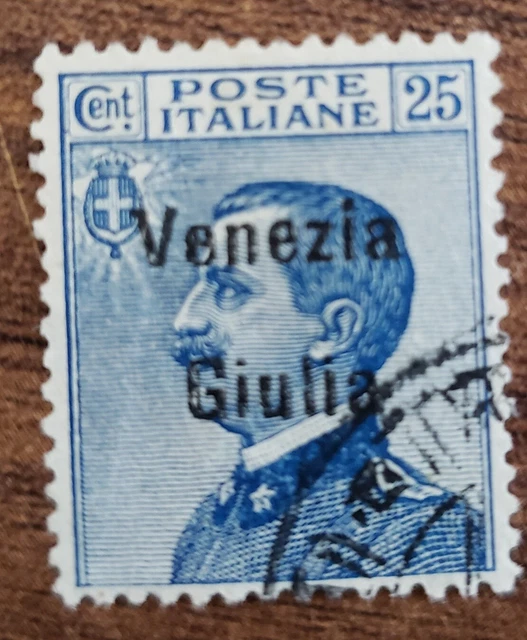 Cent. POSTE ITALIANE 25
Venezia
Giulia